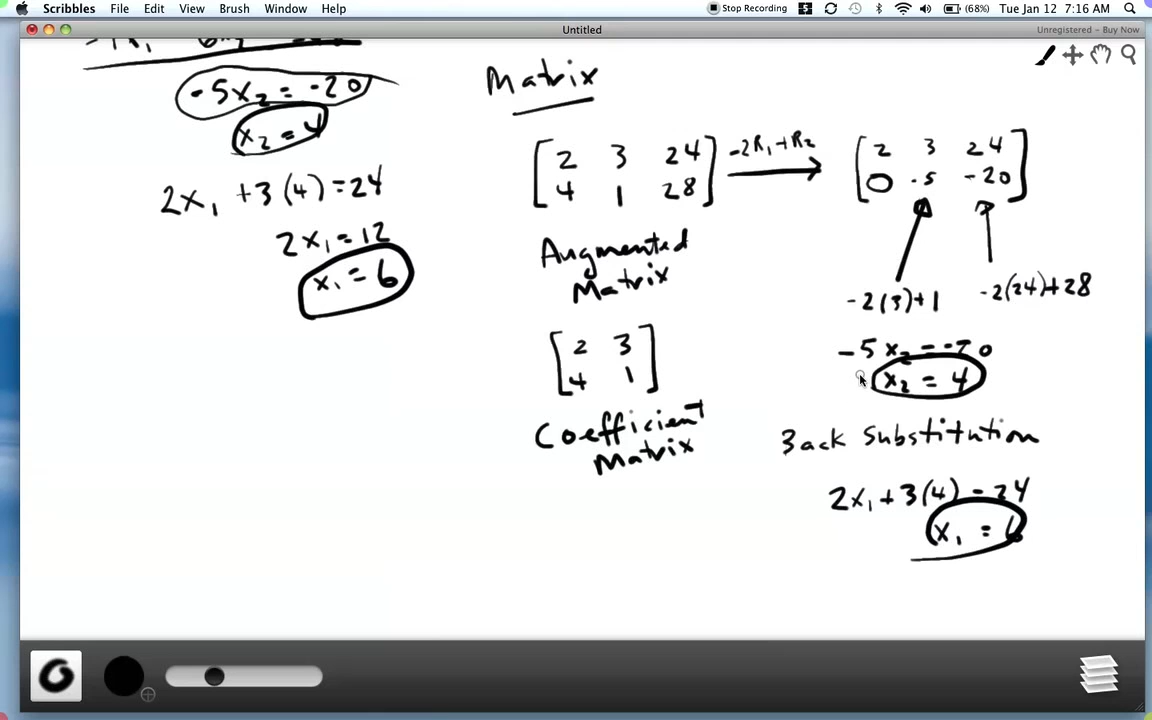 Scribbles File Edit View Brush Window Help Stop Recording (68%) Tue Jan 12 7:16 AM
Untitled
Unregistered - Buy Now
-5x₂ = -20
x₂ = 4
2x₁ + 3(4) = 24
2x₁ = 12
x₁ = 6
Matrix
2 3 24
4 1 28
-2R₁+R₂
2 3 24
0 -5 -20
Augmented
Matrix
2 3
4 1
Coefficient
Matrix
-2(3)+1
-2(24)+28
-5x₂ = -20
x₂ = 4
Back Substitution
2x₁ + 3(4) = 24
x₁ = 6